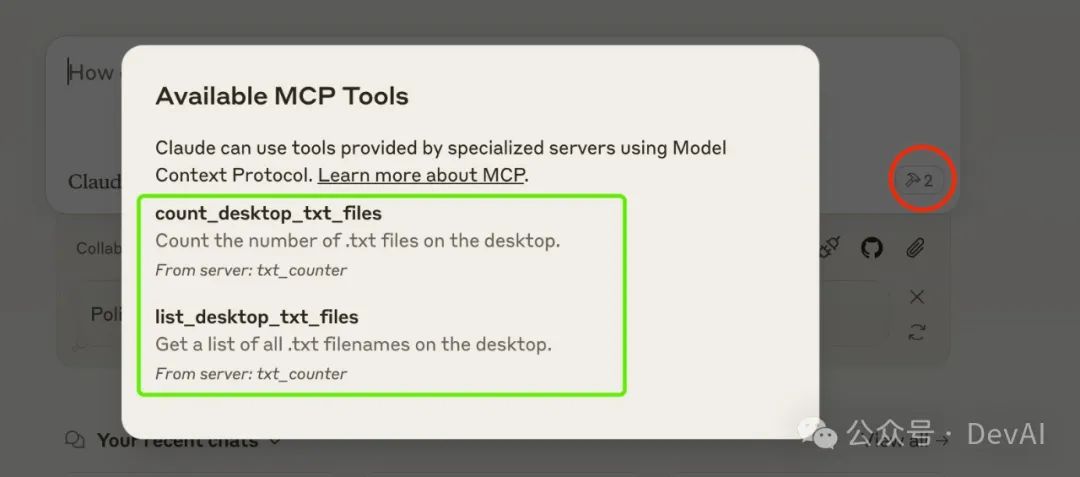 How
Available MCP Tools
Claude can use tools provided by specialized servers using Model
Context Protocol. Learn more about MCP.
Claud
2
count_desktop_txt_files
Count the number of .txt files on the desktop.
From server: txt_counter
Collab
list_desktop_txt_files
Poli
Get a list of all .txt filenames on the desktop.
From server: txt_counter
Your recent chats
View all →
公众号 · DevAI